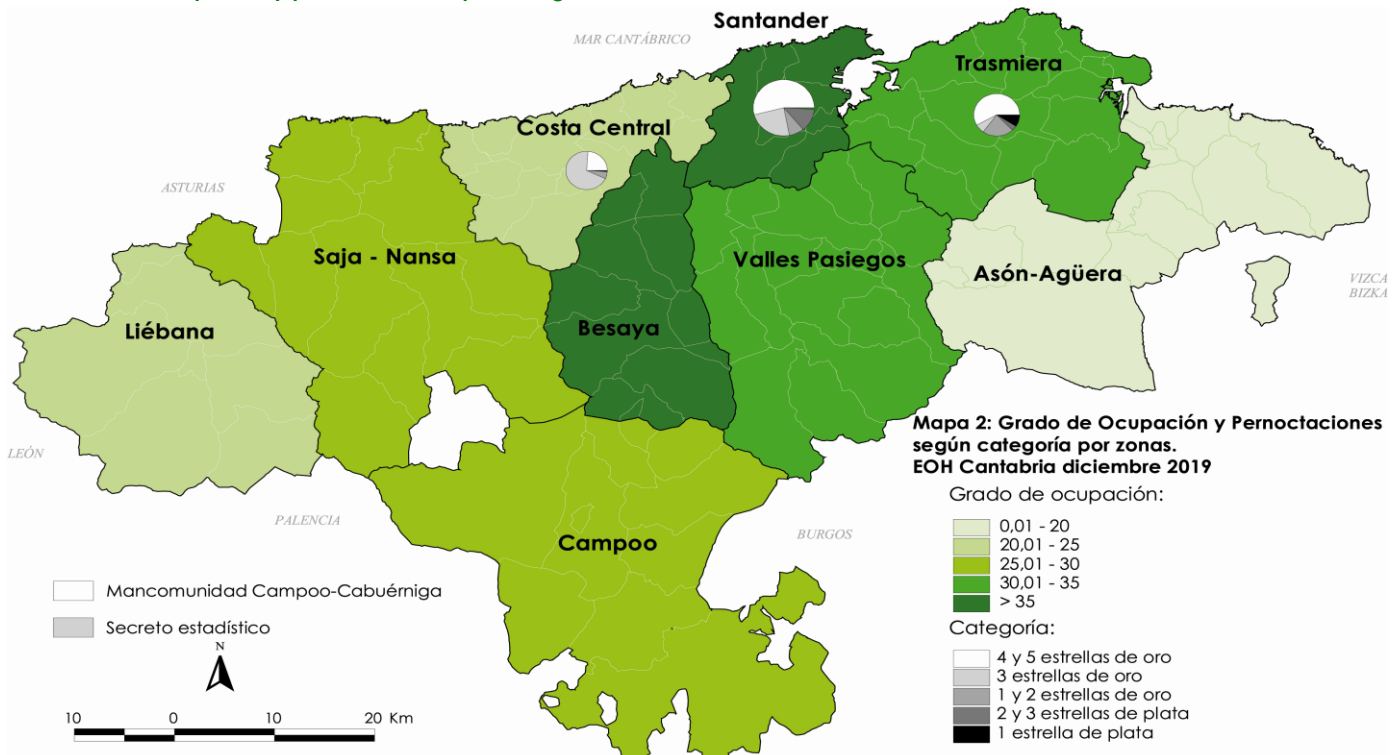 Santander
MAR CANTÁBRICO
Trasmiera
Costa Central
ASTURIAS
Saja - Nansa
Valles Pasiegos
Asón-Agüera
VIZCA
BIZKA
Liébana
Besaya
LEÓN
PALENCIA
BURGOS
Campoo
Mapa 2: Grado de Ocupación y Pernoctaciones
según categoría por zonas.
EOH Cantabria diciembre 2019
Grado de ocupación:
0,01 - 20
20,01 - 25
25,01 - 30
30,01 - 35
> 35
Categoría:
4 y 5 estrellas de oro
3 estrellas de oro
1 y 2 estrellas de oro
2 y 3 estrellas de plata
1 estrella de plata
Mancomunidad Campoo-Cabuérniga
Secreto estadístico
N
10 0 10 20 Km